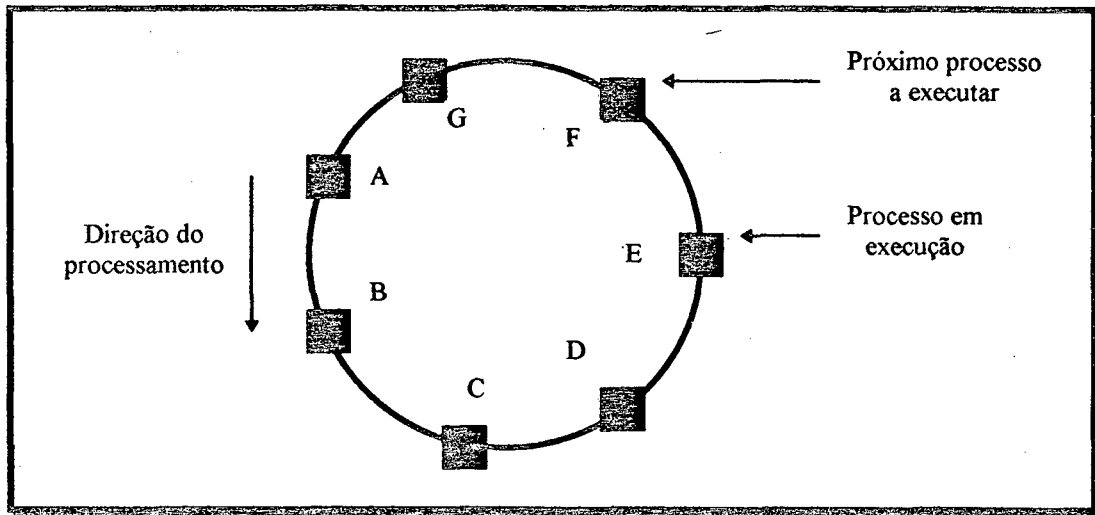 Próximo processo
a executar
G
F
A
Processo em
execução
Direção do
processamento
E
B
D
C